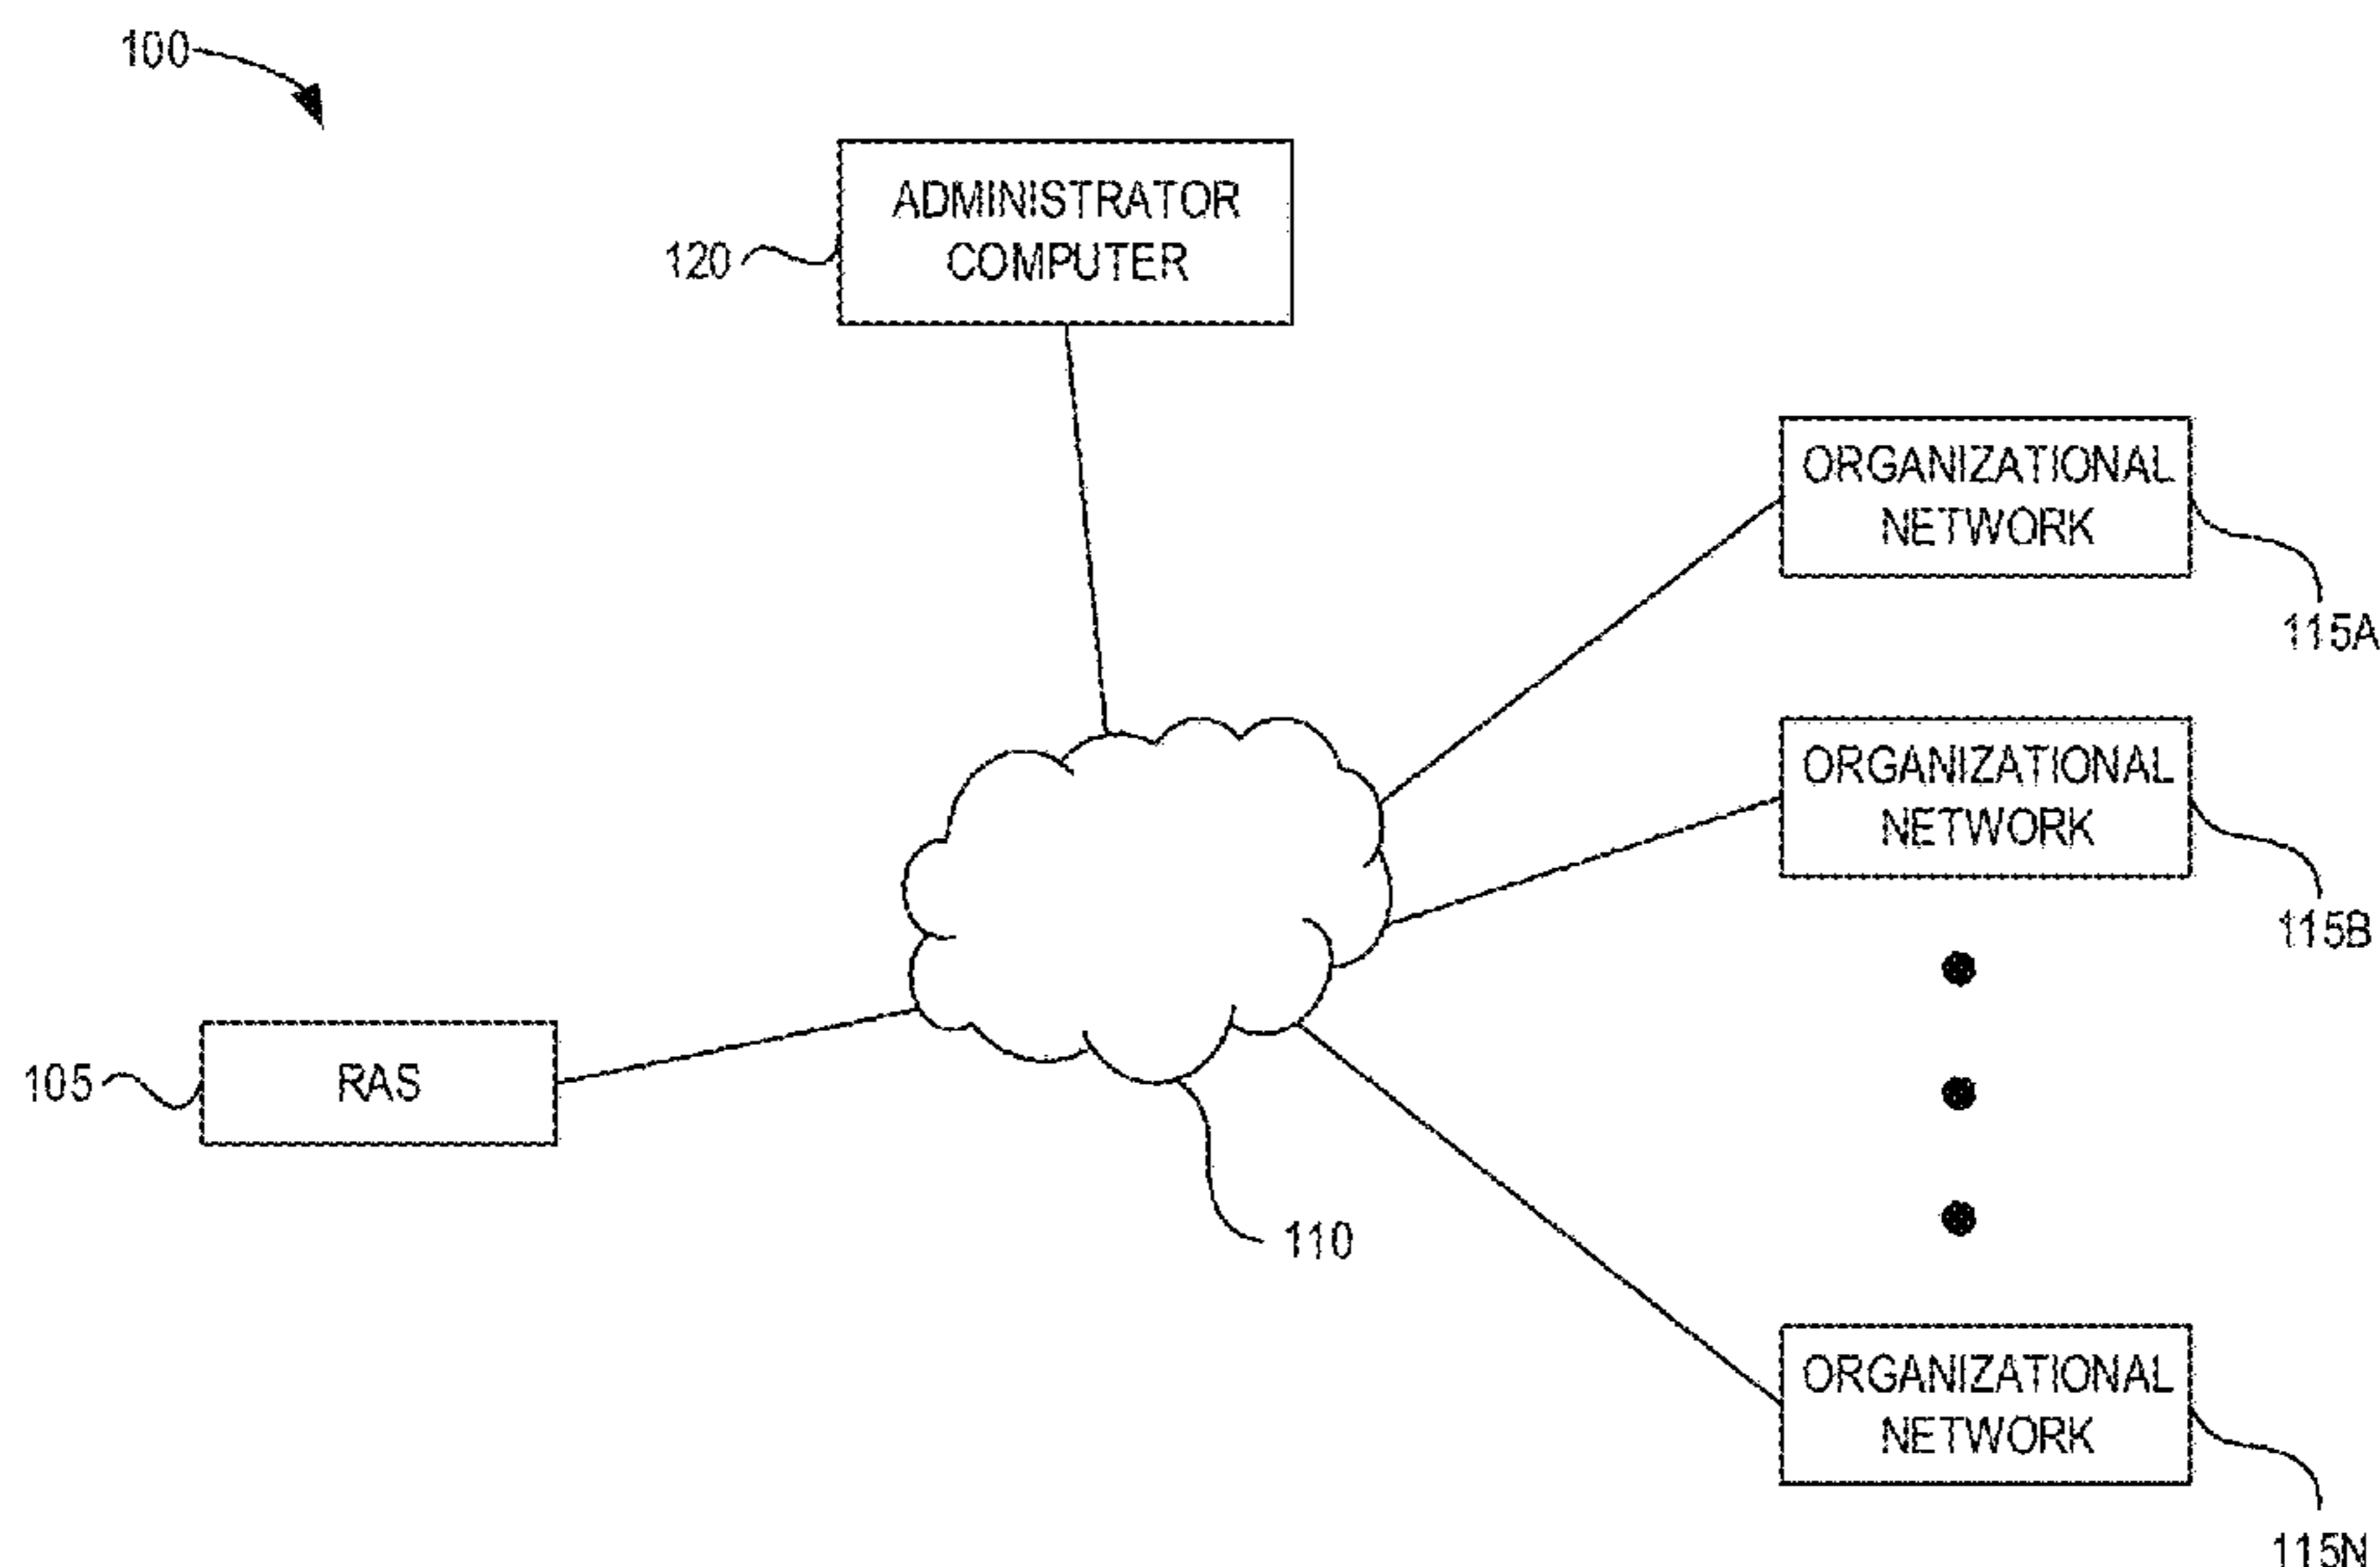 100
ADMINISTRATOR
COMPUTER
120
ORGANIZATIONAL
NETWORK
115A
ORGANIZATIONAL
NETWORK
115B
105
RAS
110
ORGANIZATIONAL
NETWORK
115N